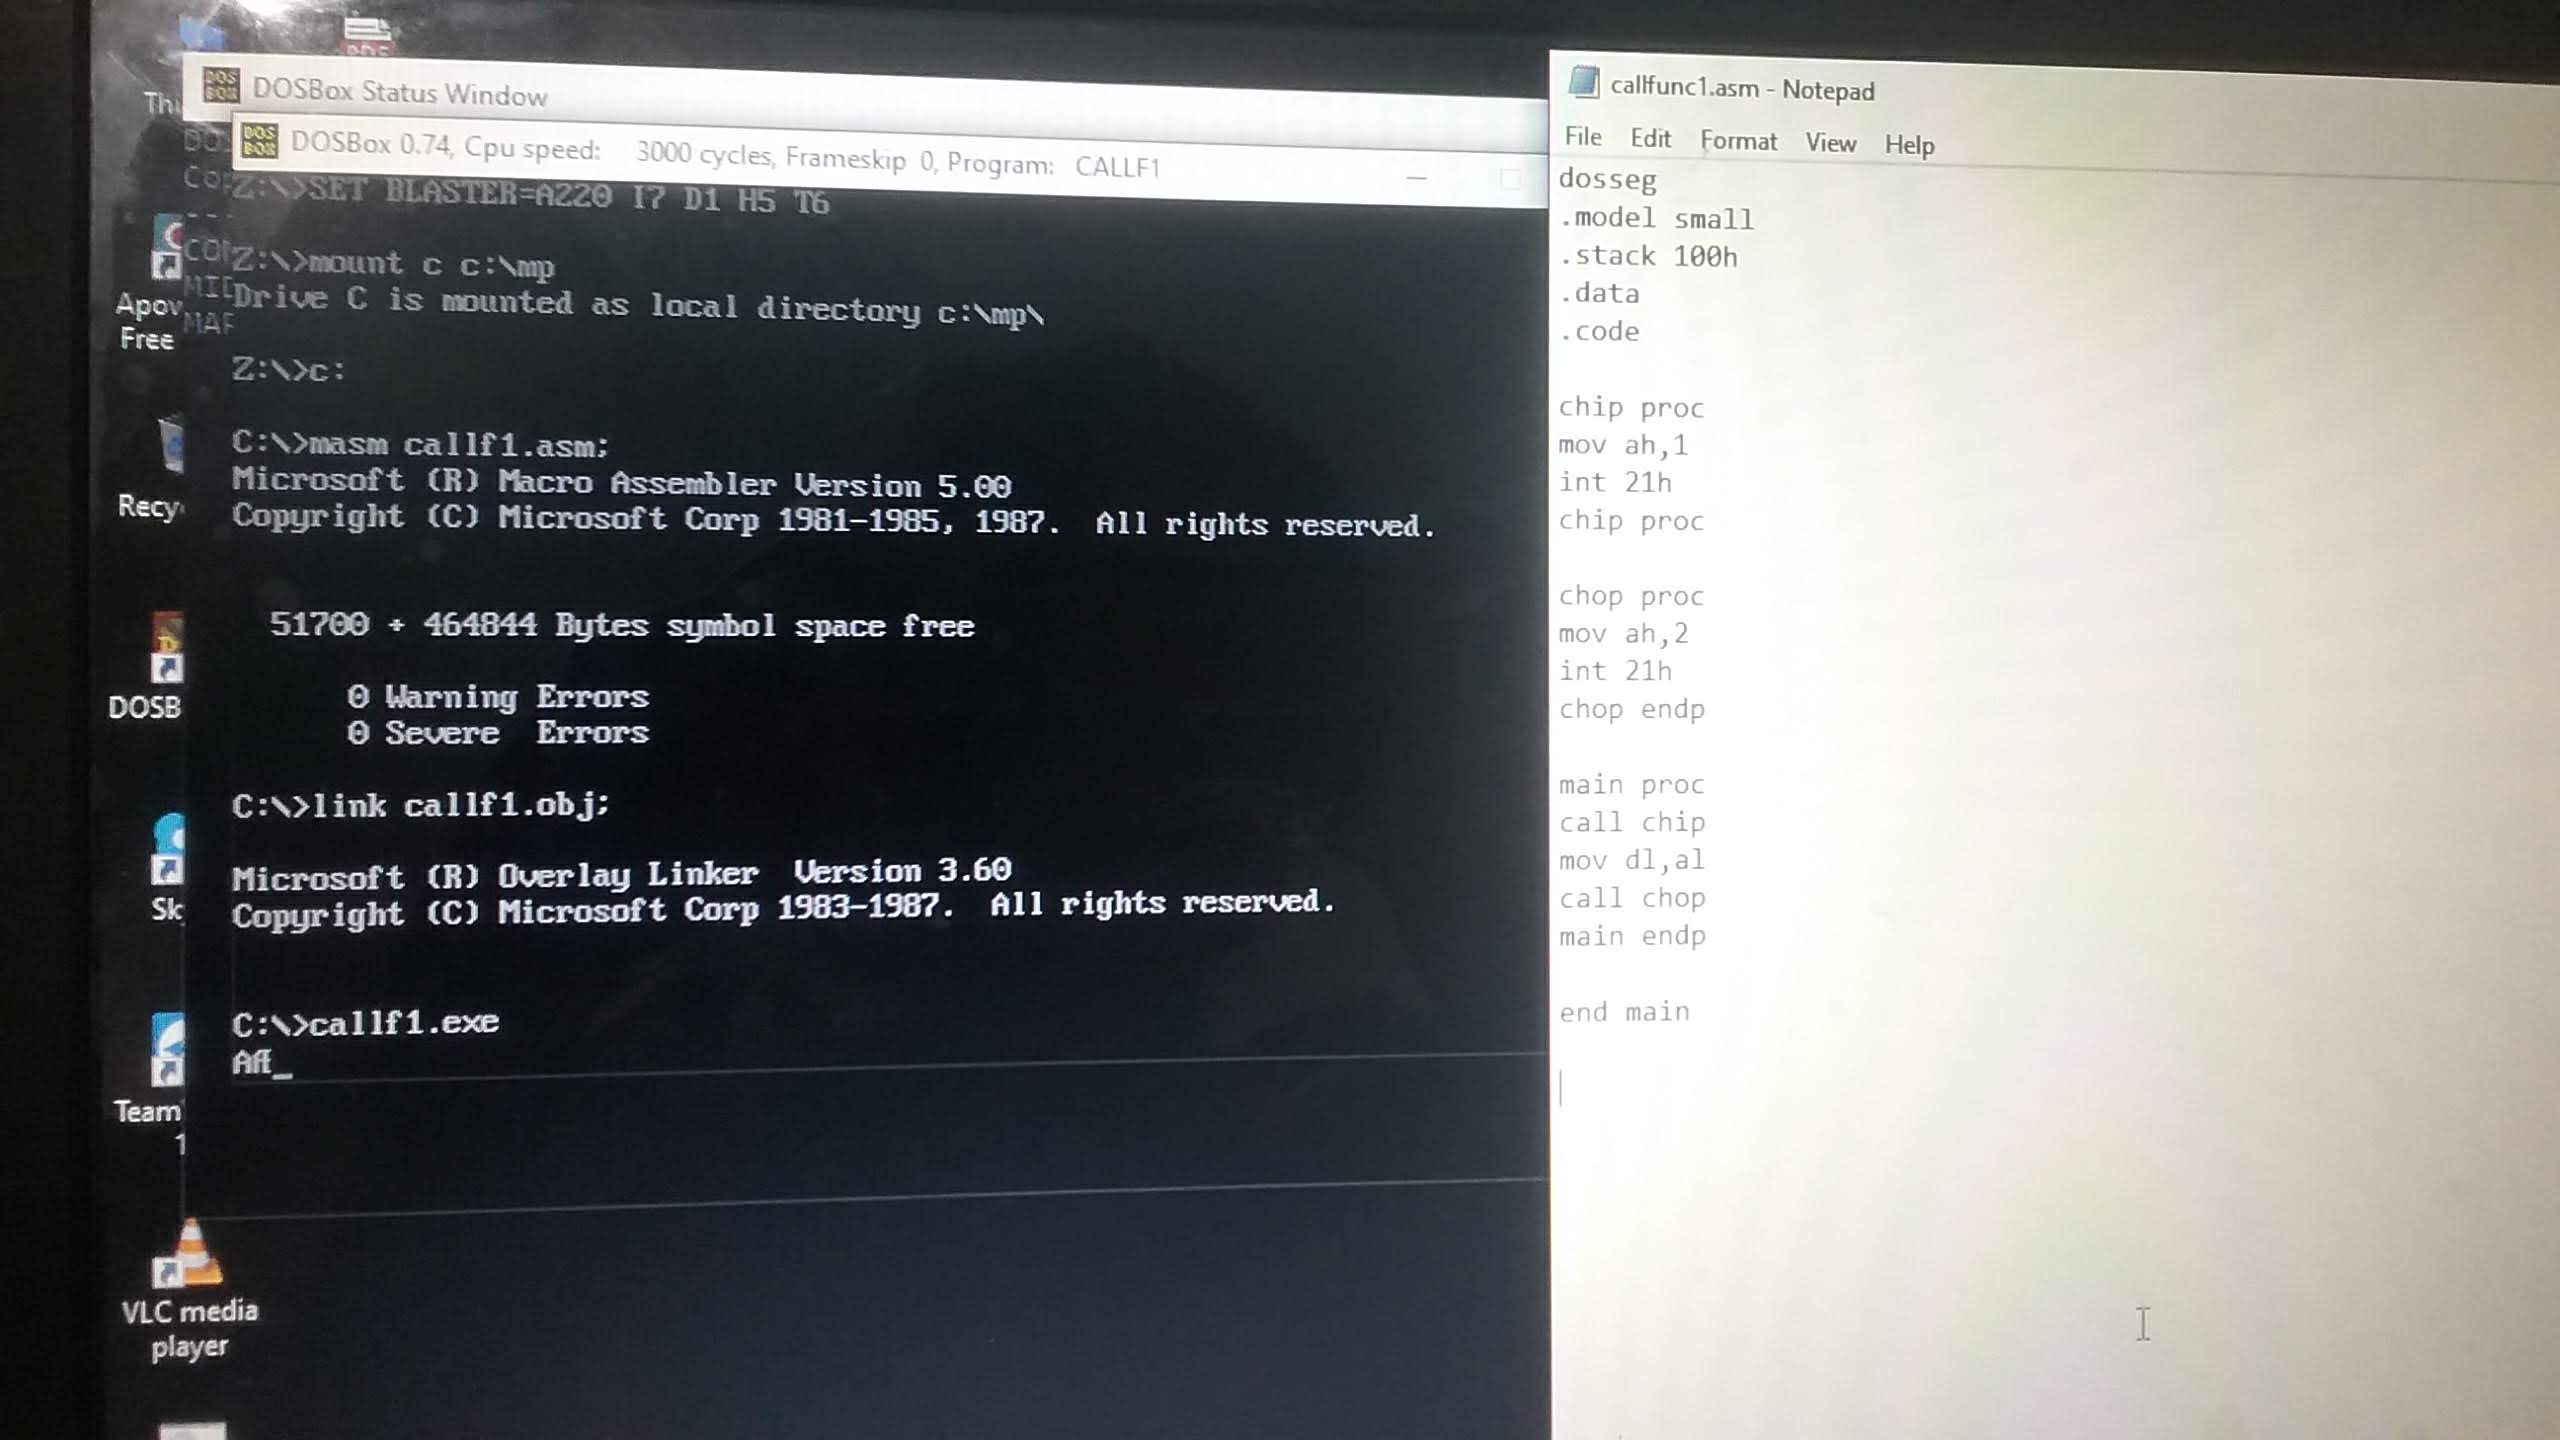 DOSBox Status Window
DOSBox 0.74, Cpu speed: 3000 cycles, Frameskip 0, Program: CALLF1
Z:\>SET BLASTER=A220 I7 D1 H5 T6
Z:\>mount c c:\mp
Drive C is mounted as local directory c:\mp\
Z:\>c:
C:\>masm callf1.asm;
Microsoft (R) Macro Assembler Version 5.00
Copyright (C) Microsoft Corp 1981-1985, 1987. All rights reserved.
51700 + 464844 Bytes symbol space free
0 Warning Errors
0 Severe Errors
C:\>link callf1.obj;
Microsoft (R) Overlay Linker Version 3.60
Copyright (C) Microsoft Corp 1983-1987. All rights reserved.
C:\>callf1.exe
callfunc1.asm - Notepad
File Edit Format View Help
dosseg
.model small
.stack 100h
.data
.code
chip proc
mov ah,1
int 21h
chip proc
chop proc
mov ah,2
int 21h
chop endp
main proc
call chip
mov dl,al
call chop
main endp
end main
Apov
Free
Recy
DOSB
Sk
Team
1
VLC media
player